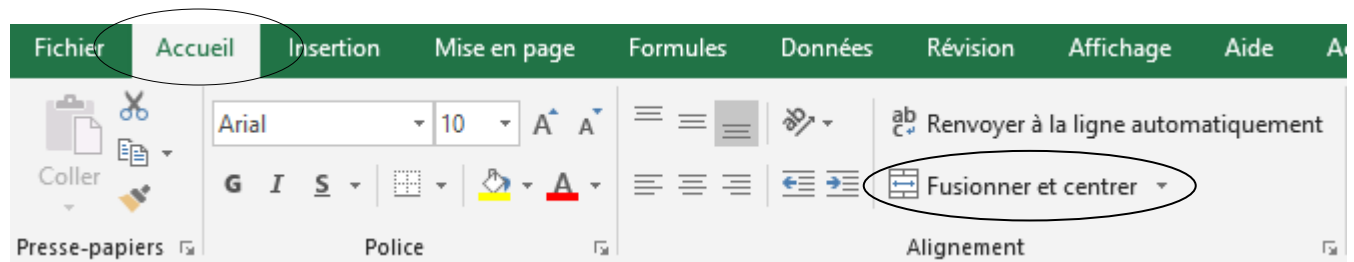 Fichier Accueil Insertion Mise en page Formules Données Révision Affichage Aide
Arial 10 A A ab Renvoyer à la ligne automatiquement
Coller G I S A Fusionner et centrer
Presse-papiers Police Alignement